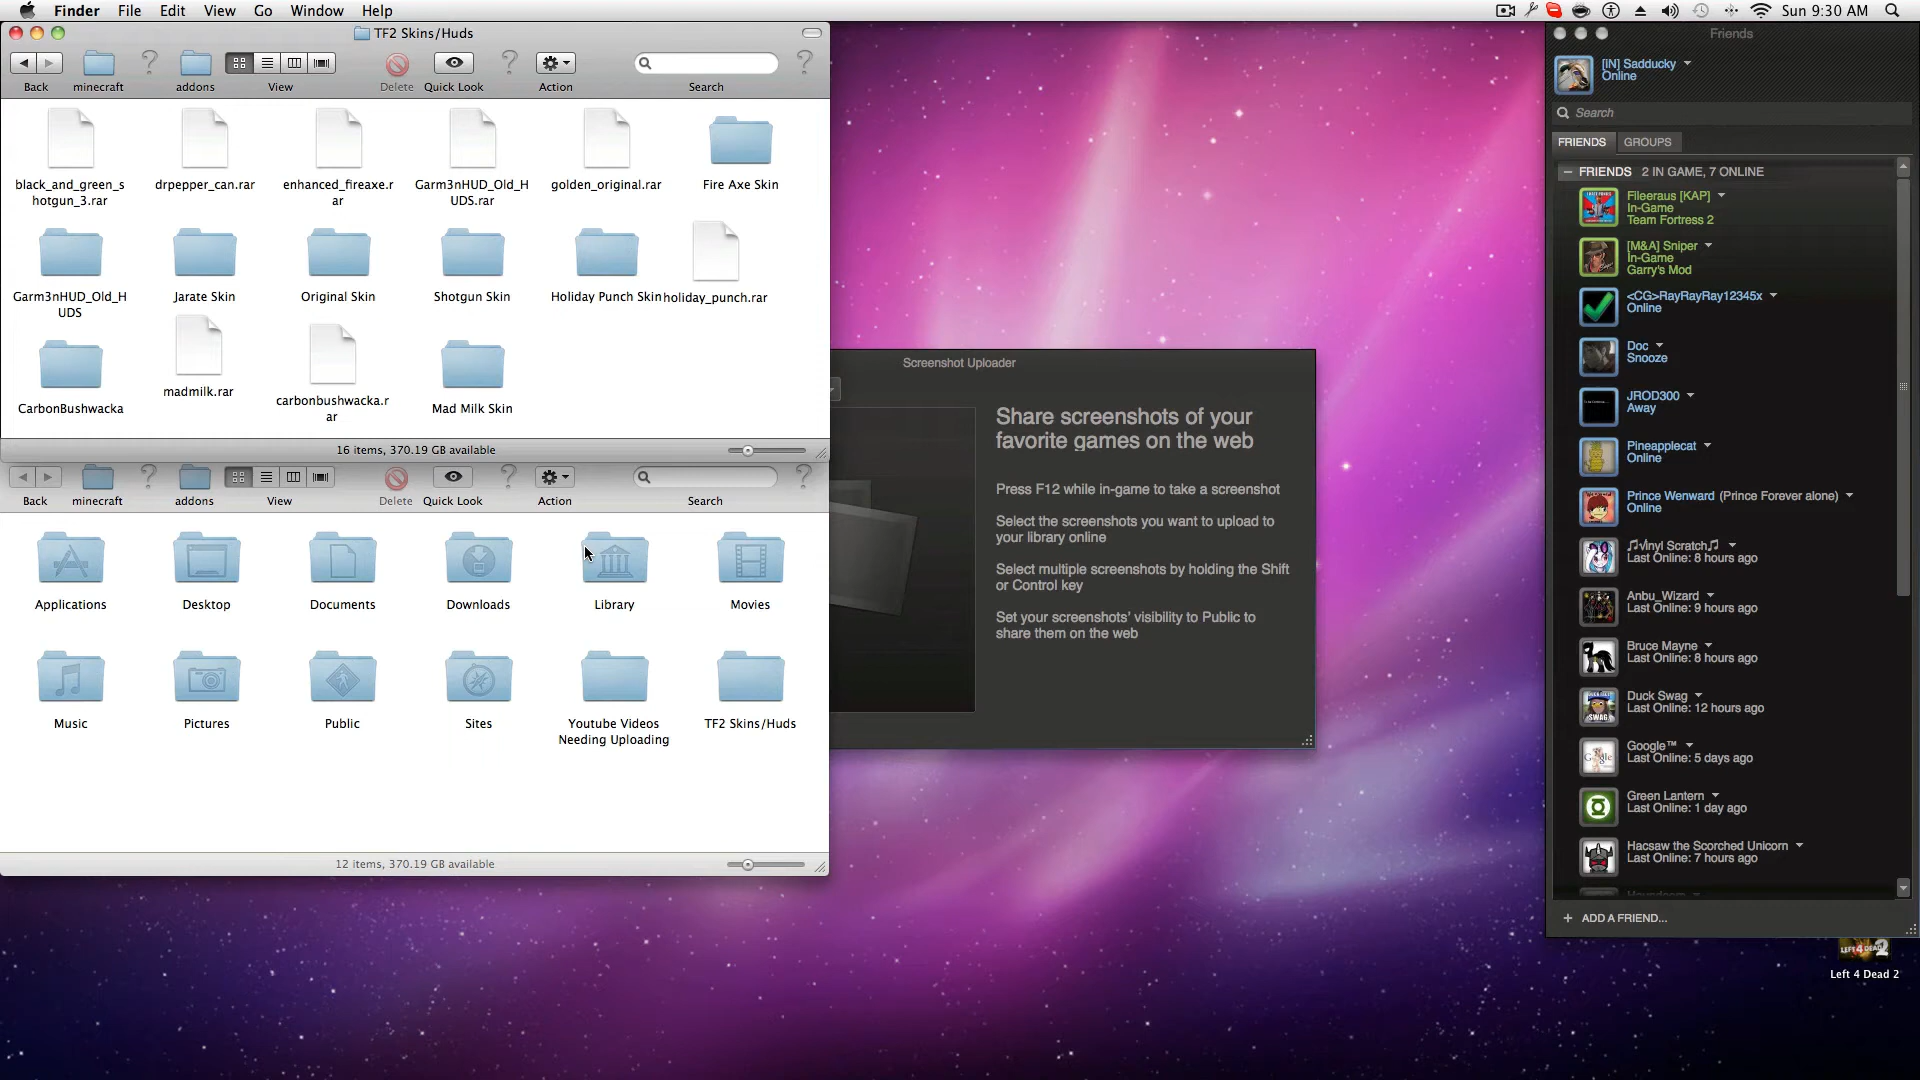 Finder File Edit View Go Window Help
Sun 9:30 AM
TF2 Skins/Huds
Back minecraft addons View Delete Quick Look Action Search
black_and_green_s
hotgun_3.rar
drpepper_can.rar
enhanced_fireaxe.r
ar
Garm3nHUD_Old_H
UDS.rar
golden_original.rar
Fire Axe Skin
Garm3nHUD_Old_H
UDS
Jarate Skin
Original Skin
Shotgun Skin
Holiday Punch Skin
holiday_punch.rar
CarbonBushwacka
madmilk.rar
carbonbushwacka.r
ar
Mad Milk Skin
16 items, 370.19 GB available
Back minecraft addons View Delete Quick Look Action Search
Applications
Desktop
Documents
Downloads
Library
Movies
Music
Pictures
Public
Sites
Youtube Videos
Needing Uploading
TF2 Skins/Huds
12 items, 370.19 GB available
Screenshot Uploader
Share screenshots of your
favorite games on the web
Press F12 while in-game to take a screenshot
Select the screenshots you want to upload to
your library online
Select multiple screenshots by holding the Shift
or Control key
Set your screenshots' visibility to Public to
share them on the web
Friends
[IN] Sadducky
Online
Search
FRIENDS GROUPS
FRIENDS 2 IN GAME, 7 ONLINE
Fileeraus [KAP]
In-Game
Team Fortress 2
[M&A] Sniper
In-Game
Garry's Mod
<CG>RayRayRay12345x
Online
Doc
Snooze
JROD300
Away
Pineapplecat
Online
Prince Wenward (Prince Forever alone)
Online
♫Vinyl Scratch♫
Last Online: 8 hours ago
Anbu_Wizard
Last Online: 9 hours ago
Bruce Mayne
Last Online: 8 hours ago
SWAG
Duck Swag
Last Online: 12 hours ago
Google™
Last Online: 5 days ago
Green Lantern
Last Online: 1 day ago
Hacsaw the Scorched Unicorn
Last Online: 7 hours ago
+ ADD A FRIEND...
LEFT 4 DEAD 2
Left 4 Dead 2